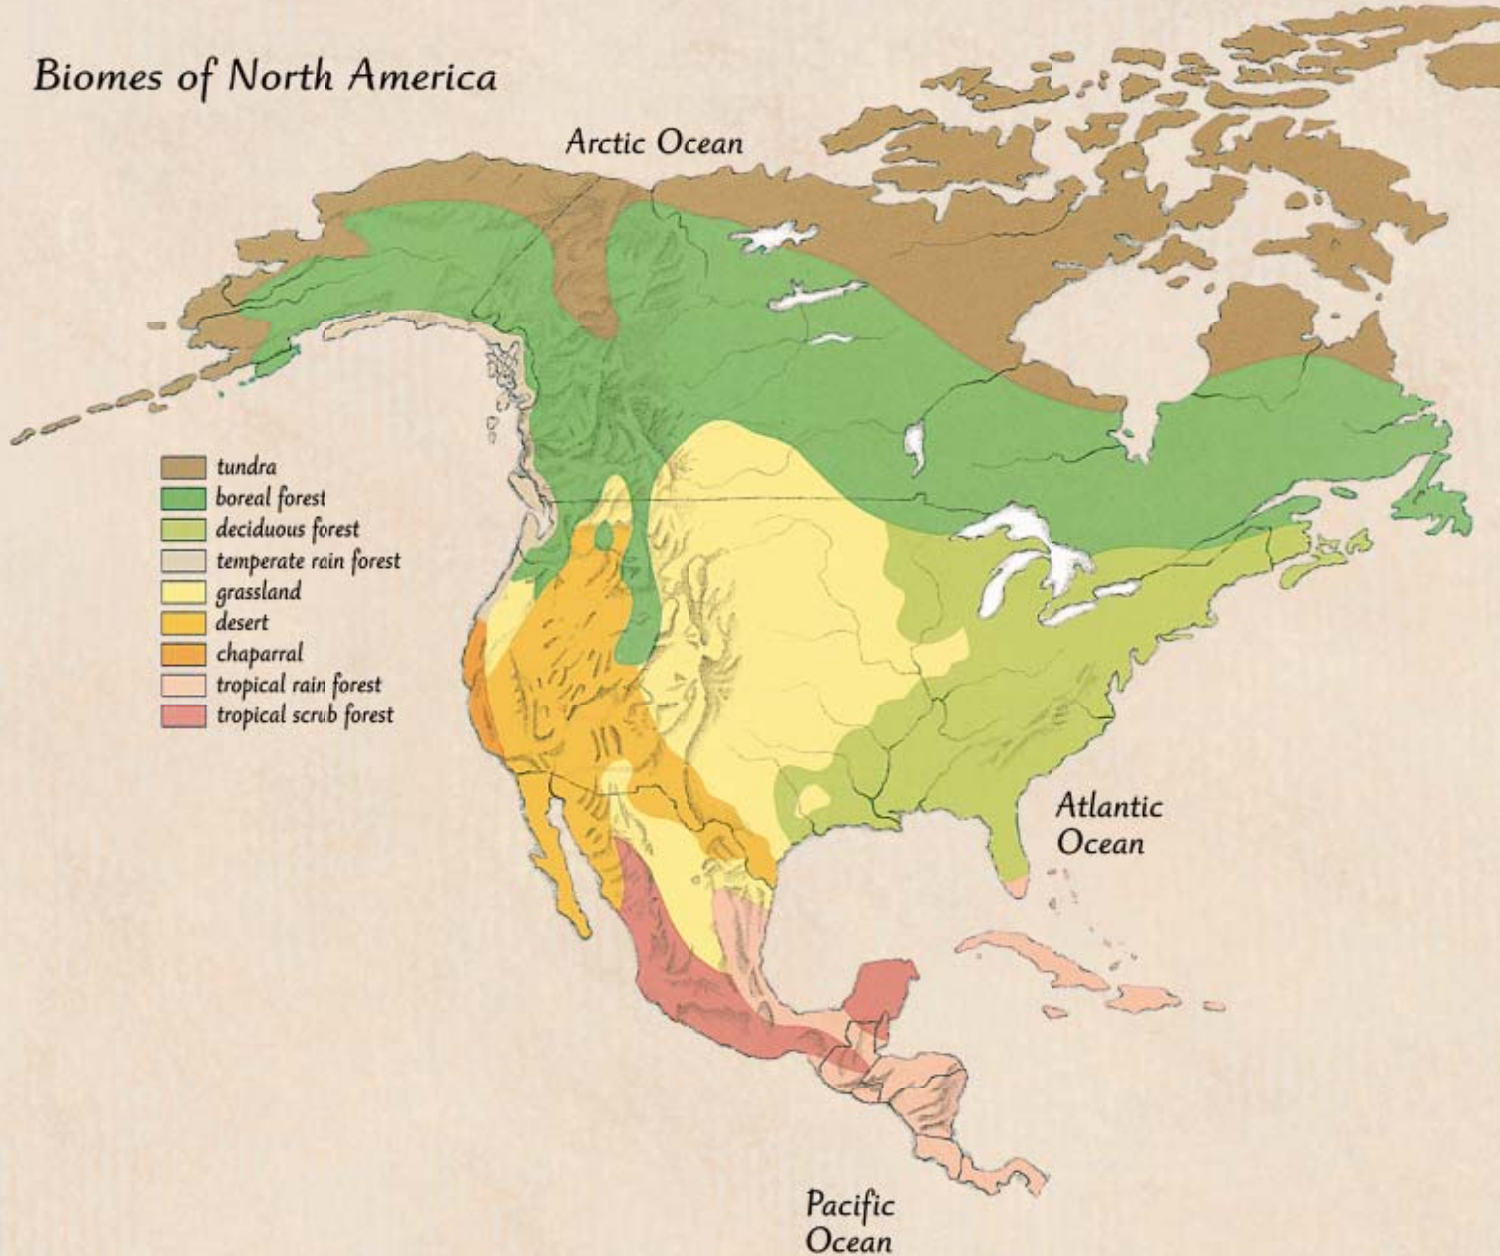 Biomes of North America
Arctic Ocean
tundra
boreal forest
deciduous forest
temperate rain forest
grassland
desert
chaparral
tropical rain forest
tropical scrub forest
Atlantic
Ocean
Pacific
Ocean